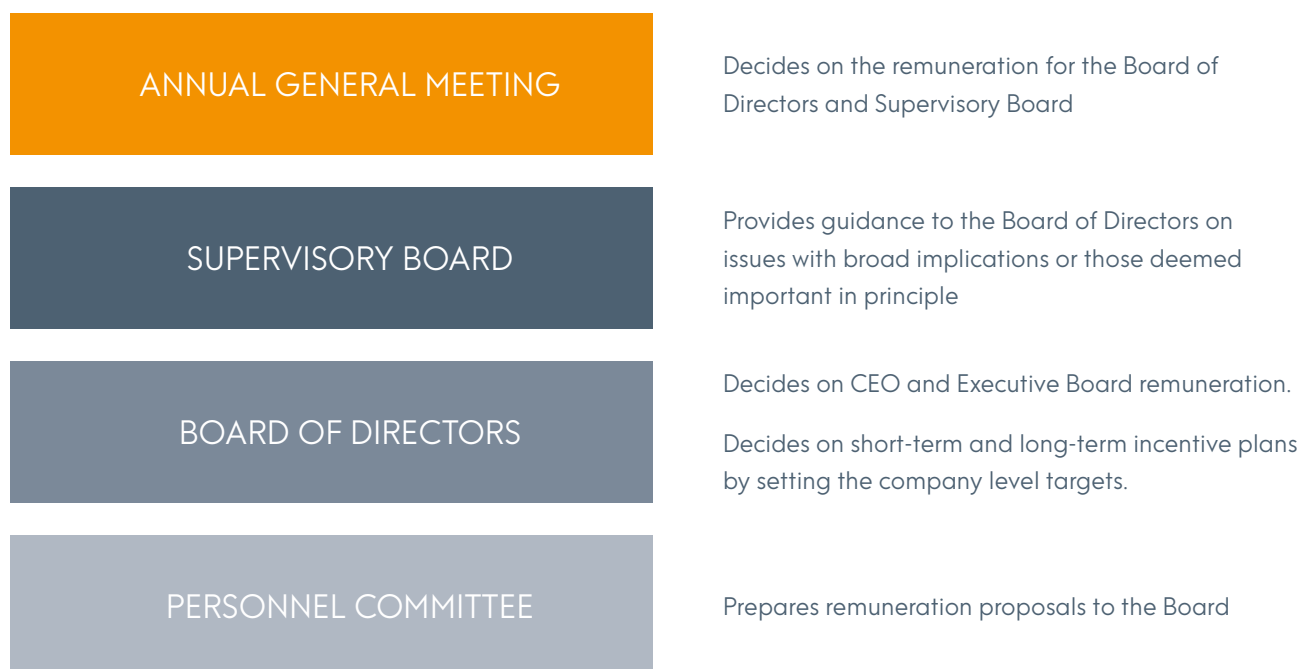 ANNUAL GENERAL MEETING
Decides on the remuneration for the Board of
Directors and Supervisory Board
SUPERVISORY BOARD
Provides guidance to the Board of Directors on
issues with broad implications or those deemed
important in principle
BOARD OF DIRECTORS
Decides on CEO and Executive Board remuneration.
Decides on short-term and long-term incentive plans
by setting the company level targets.
PERSONNEL COMMITTEE
Prepares remuneration proposals to the Board